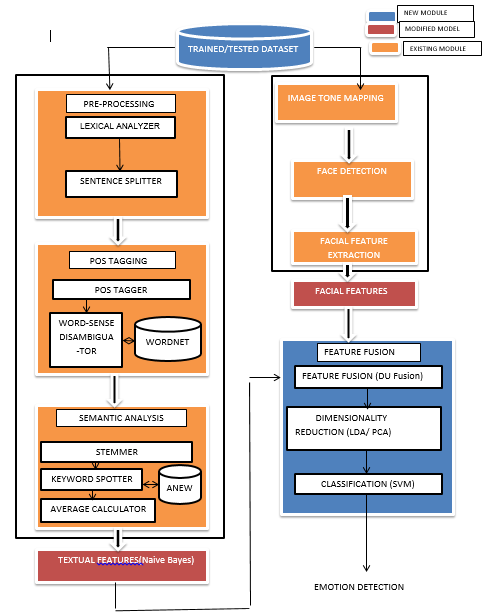 NEW MODULE
MODIFIED MODEL
EXISTING MODULE
TRAINED/TESTED DATASET
PRE-PROCESSING
LEXICAL ANALYZER
SENTENCE SPLITTER
POS TAGGING
POS TAGGER
WORD-SENSE
DISAMBIGUA
-TOR
WORDNET
SEMANTIC ANALYSIS
STEMMER
KEYWORD SPOTTER
ANEW
AVERAGE CALCULATOR
TEXTUAL FEATURES(Naïve Bayes)
IMAGE TONE MAPPING
FACE DETECTION
FACIAL FEATURE
EXTRACTION
FACIAL FEATURES
FEATURE FUSION
FEATURE FUSION (DU Fusion)
DIMENSIONALITY
REDUCTION (LDA/ PCA)
CLASSIFICATION (SVM)
EMOTION DETECTION